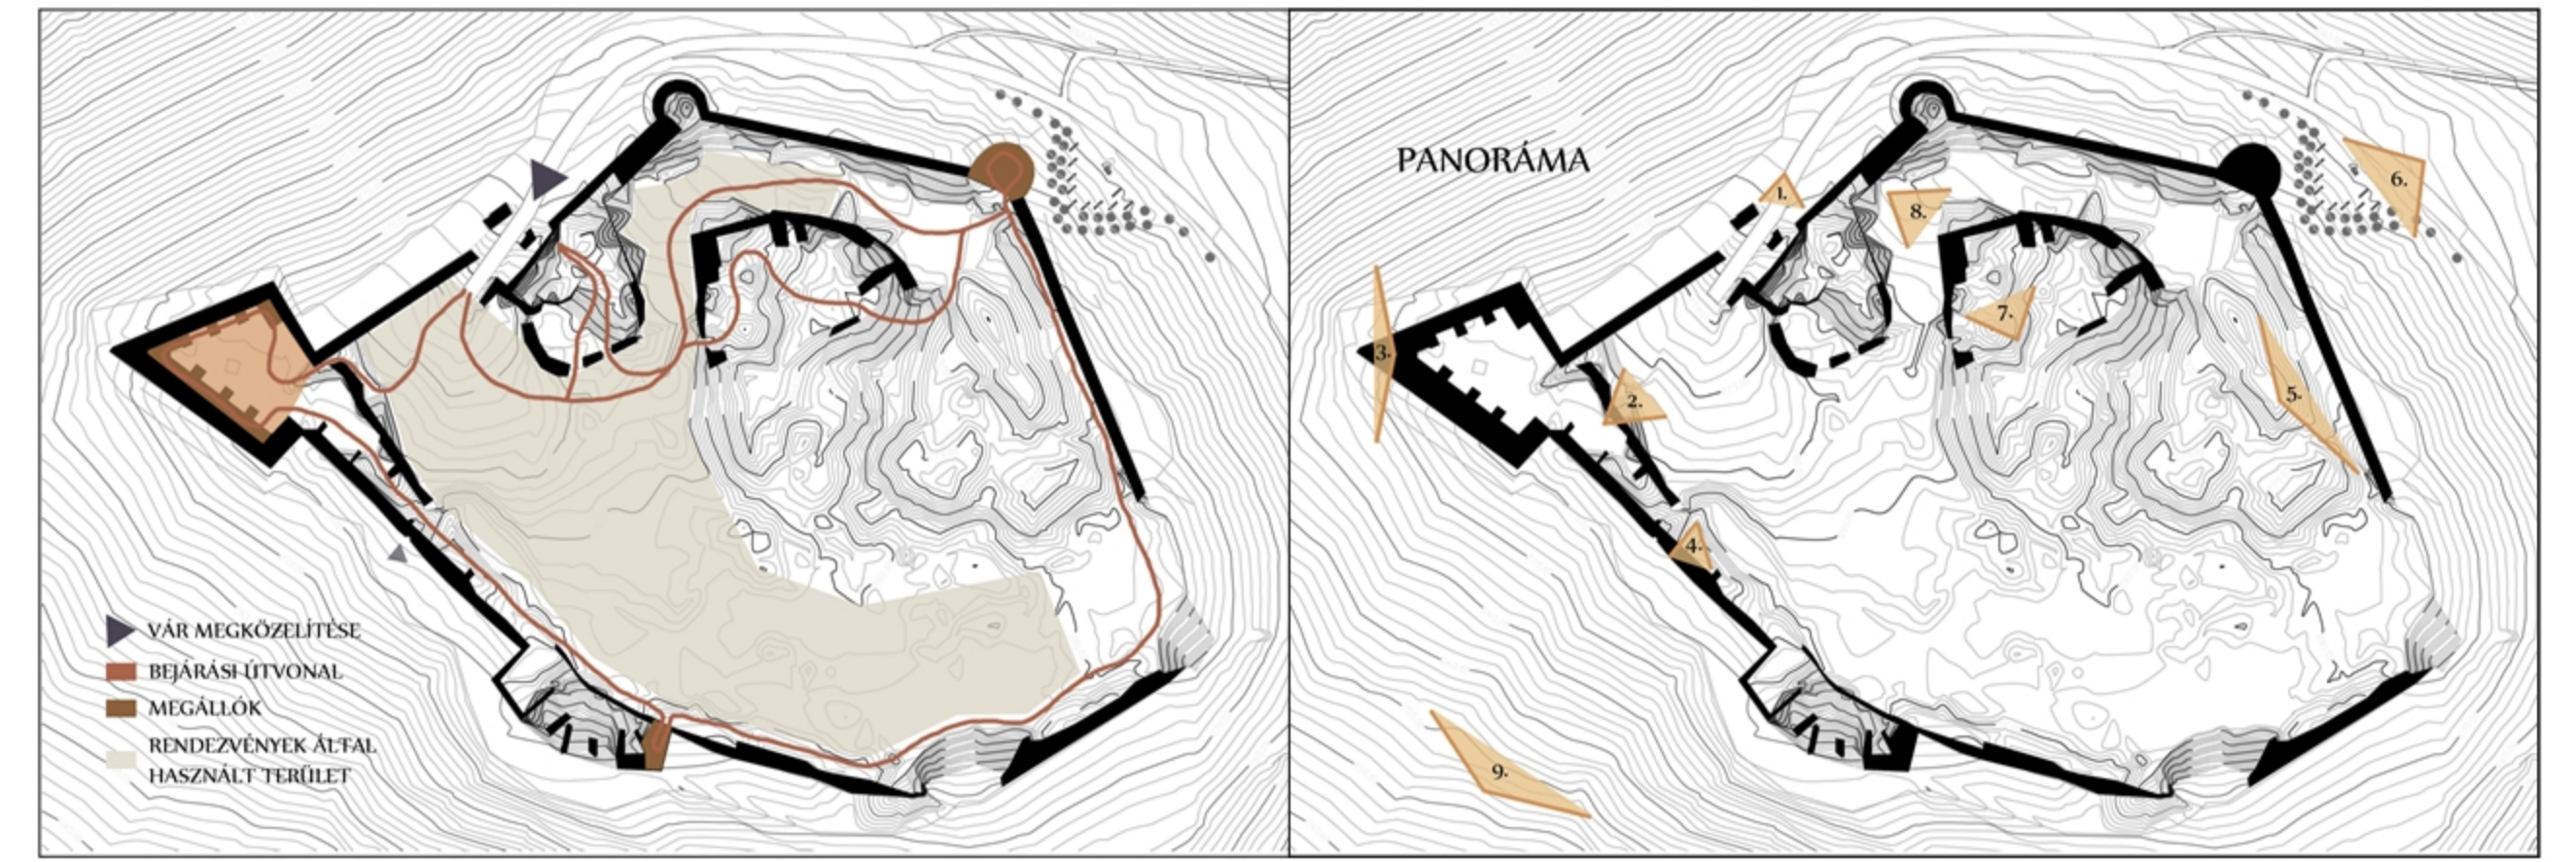 VÁR MEGKÖZELÍTÉSE
BEJÁRÁSI ÚTVONAL
MEGÁLLÓK
RENDEZVÉNYEK ÁLTAL
HASZNÁLT TERÜLET
PANORÁMA
1.
6.
8.
7.
3.
2.
5.
4.
9.